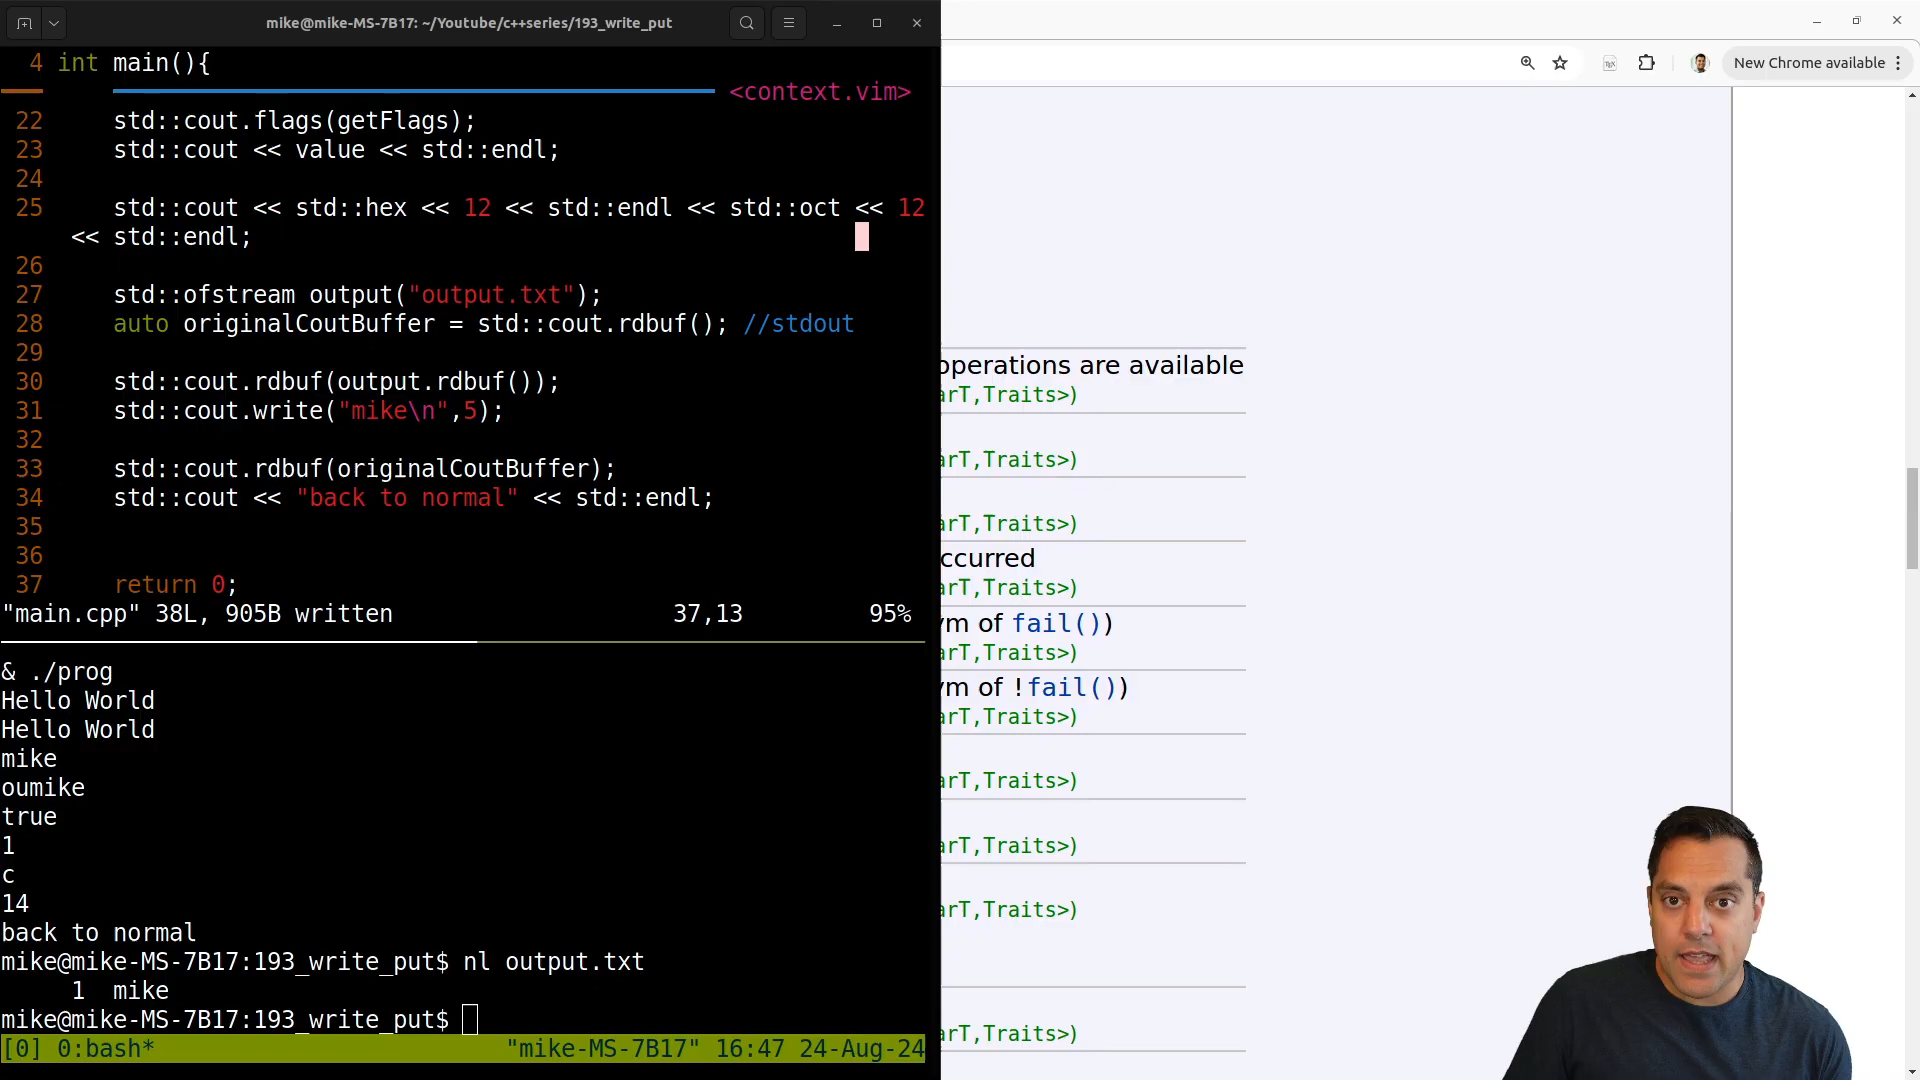 mike@mike-MS-7B17: ~/Youtube/c++series/193_write_put
4 int main(){
<context.vim>
22     std::cout.flags(getFlags);
23     std::cout << value << std::endl;
24
25     std::cout << std::hex << 12 << std::endl << std::oct << 12
<< std::endl;
26
27     std::ofstream output("output.txt");
28     auto originalCoutBuffer = std::cout.rdbuf(); //stdout
29
30     std::cout.rdbuf(output.rdbuf());
31     std::cout.write("mike\n",5);
32
33     std::cout.rdbuf(originalCoutBuffer);
34     std::cout << "back to normal" << std::endl;
35
36
37     return 0;
"main.cpp" 38L, 905B written 37,13 95%
& ./prog
Hello World
Hello World
mike
oumike
true
1
c
14
back to normal
mike@mike-MS-7B17:193_write_put$ nl output.txt
1 mike
mike@mike-MS-7B17:193_write_put$
[0] 0:bash* "mike-MS-7B17" 16:47 24-Aug-24
New Chrome available
operations are available
arT,Traits>)
arT,Traits>)
arT,Traits>)
ccurred
arT,Traits>)
ym of fail())
arT,Traits>)
ym of !fail())
arT,Traits>)
arT,Traits>)
arT,Traits>)
arT,Traits>)
arT,Traits>)